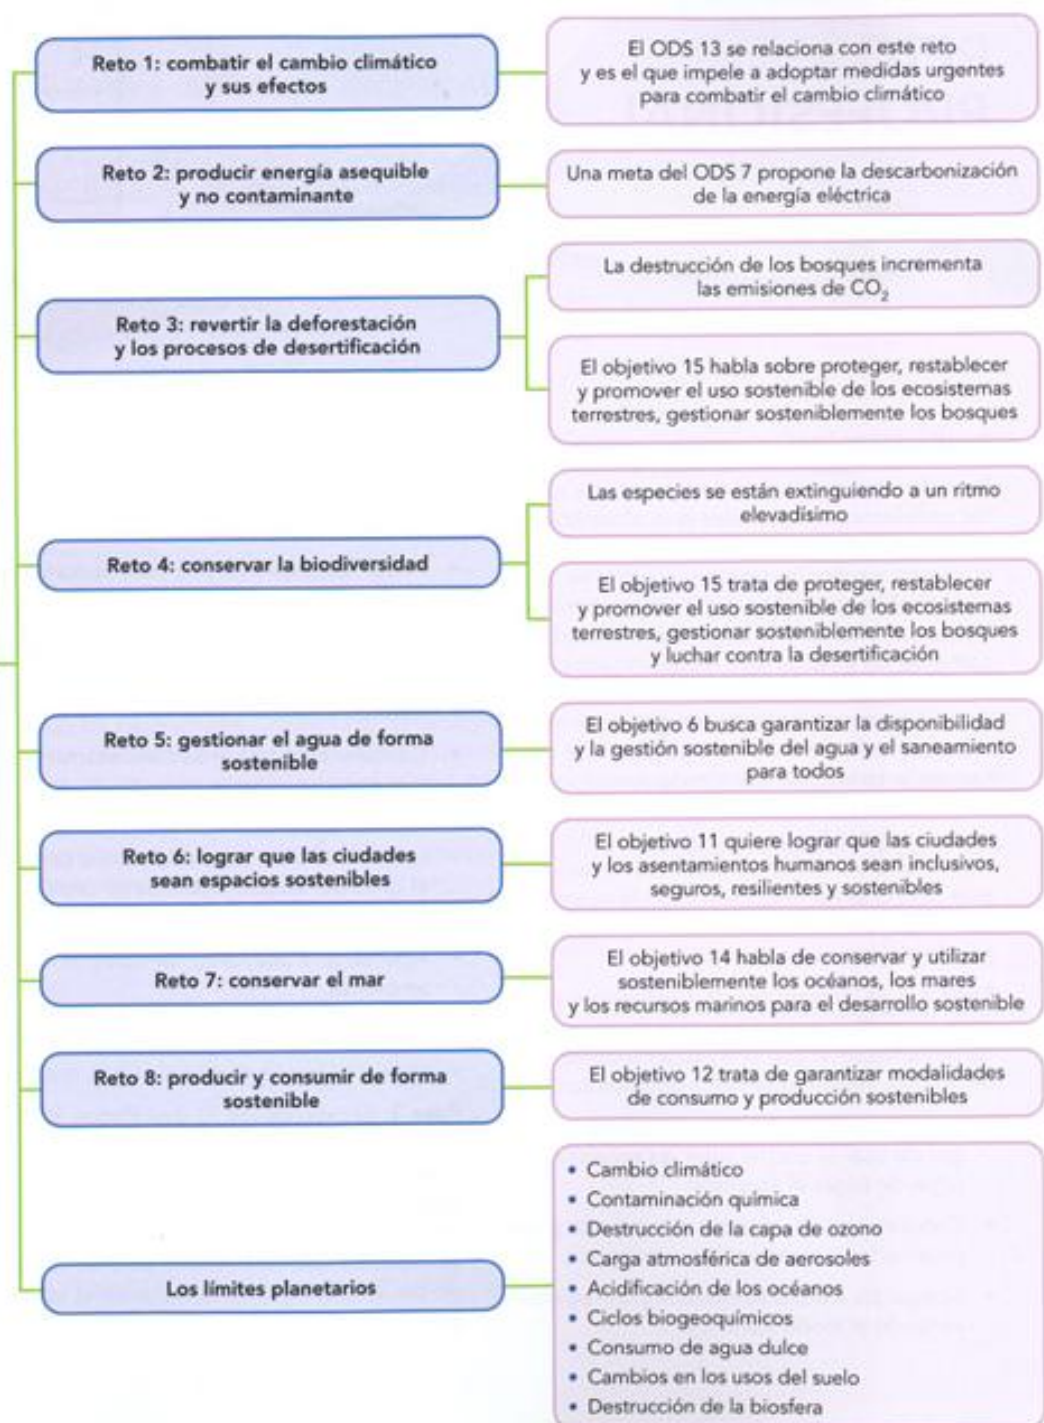 Reto 1: combatir el cambio climático
y sus efectos
El ODS 13 se relaciona con este reto
y es el que impele a adoptar medidas urgentes
para combatir el cambio climático
Reto 2: producir energía asequible
y no contaminante
Una meta del ODS 7 propone la descarbonización
de la energía eléctrica
Reto 3: revertir la deforestación
y los procesos de desertificación
La destrucción de los bosques incrementa
las emisiones de CO₂
El objetivo 15 habla sobre proteger, restablecer
y promover el uso sostenible de los ecosistemas
terrestres, gestionar sosteniblemente los bosques
Reto 4: conservar la biodiversidad
Las especies se están extinguiendo a un ritmo
elevadísimo
El objetivo 15 trata de proteger, restablecer
y promover el uso sostenible de los ecosistemas
terrestres, gestionar sosteniblemente los bosques
y luchar contra la desertificación
Reto 5: gestionar el agua de forma
sostenible
El objetivo 6 busca garantizar la disponibilidad
y la gestión sostenible del agua y el saneamiento
para todos
Reto 6: lograr que las ciudades
sean espacios sostenibles
El objetivo 11 quiere lograr que las ciudades
y los asentamientos humanos sean inclusivos,
seguros, resilientes y sostenibles
Reto 7: conservar el mar
El objetivo 14 habla de conservar y utilizar
sosteniblemente los océanos, los mares
y los recursos marinos para el desarrollo sostenible
Reto 8: producir y consumir de forma
sostenible
El objetivo 12 trata de garantizar modalidades
de consumo y producción sostenibles
Los límites planetarios
• Cambio climático
• Contaminación química
• Destrucción de la capa de ozono
• Carga atmosférica de aerosoles
• Acidificación de los océanos
• Ciclos biogeoquímicos
• Consumo de agua dulce
• Cambios en los usos del suelo
• Destrucción de la biosfera